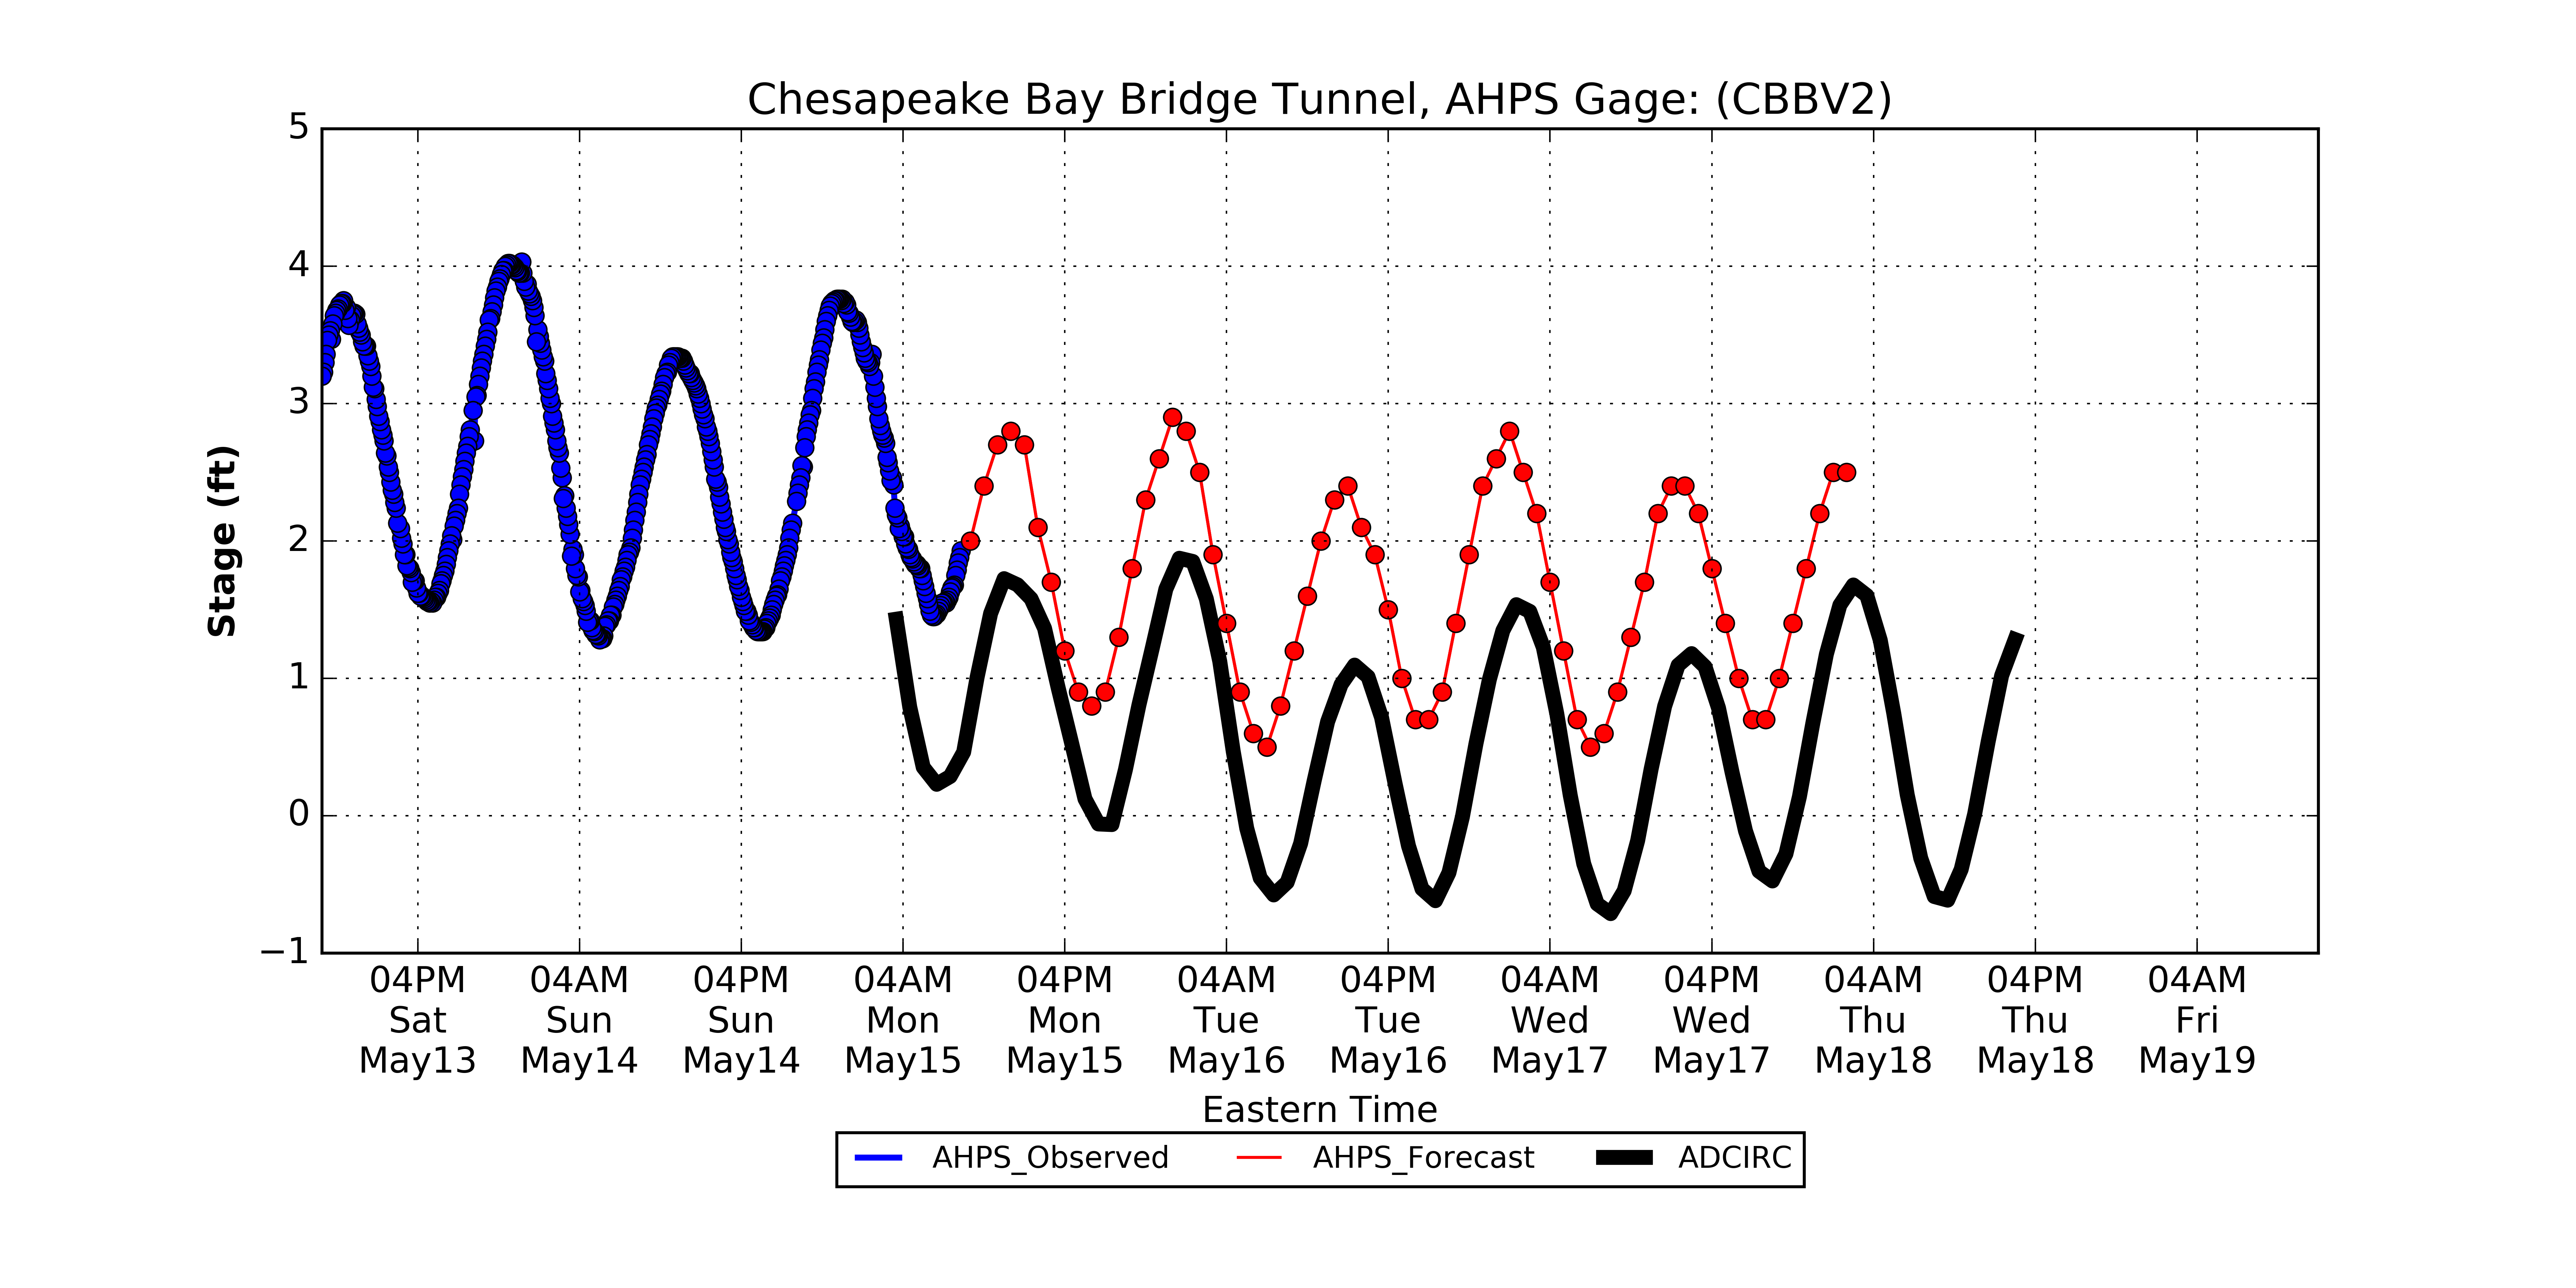 Chesapeake Bay Bridge Tunnel, AHPS Gage: (CBBV2)
5
4
3
2
1
0
−1
Stage (ft)
04PM 04AM 04PM 04AM 04PM 04AM 04PM 04AM 04PM 04AM 04PM 04AM
Sat Sun Sun Mon Mon Tue Tue Wed Wed Thu Thu Fri
May13 May14 May14 May15 May15 May16 May16 May17 May17 May18 May18 May19
Eastern Time
AHPS_Observed AHPS_Forecast ADCIRC